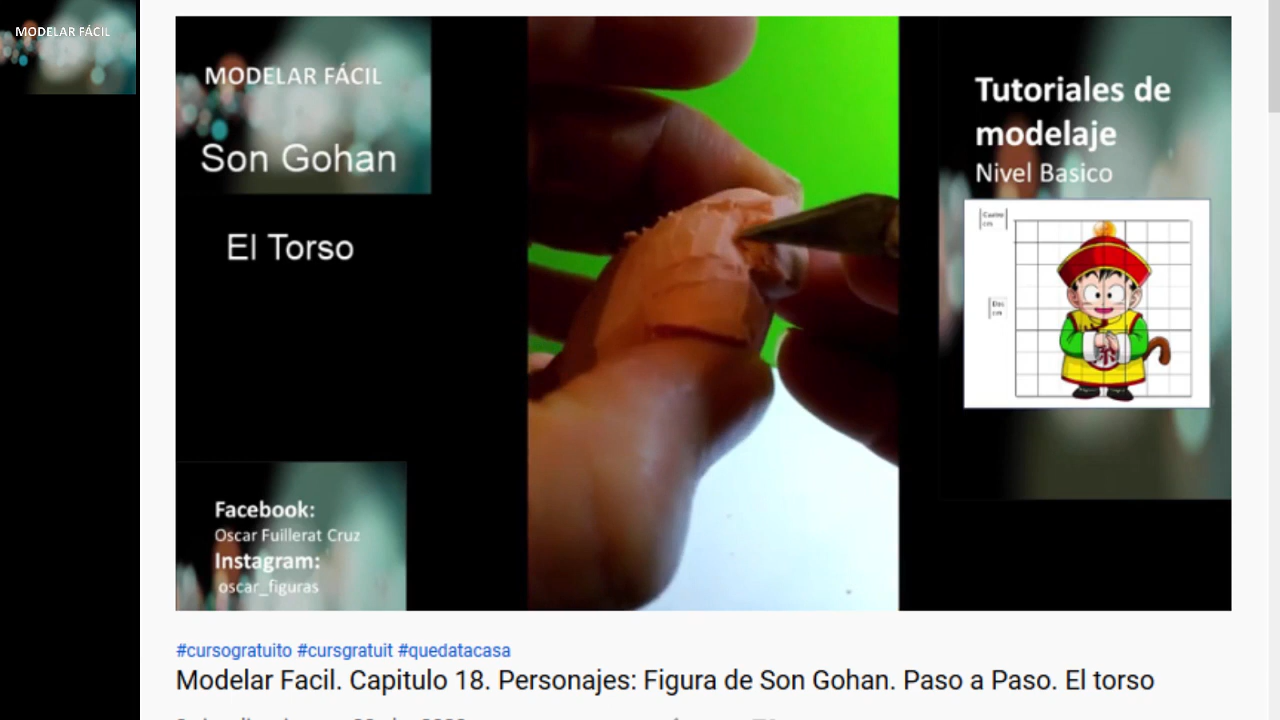 MODELAR FÁCIL
MODELAR FÁCIL
Son Gohan
El Torso
Tutoriales de
modelaje
Nivel Basico
Facebook:
Oscar Fuillerat Cruz
Instagram:
oscar_figuras
#cursogratuito #cursgratuit #quedatacasa
Modelar Facil. Capitulo 18. Personajes: Figura de Son Gohan. Paso a Paso. El torso